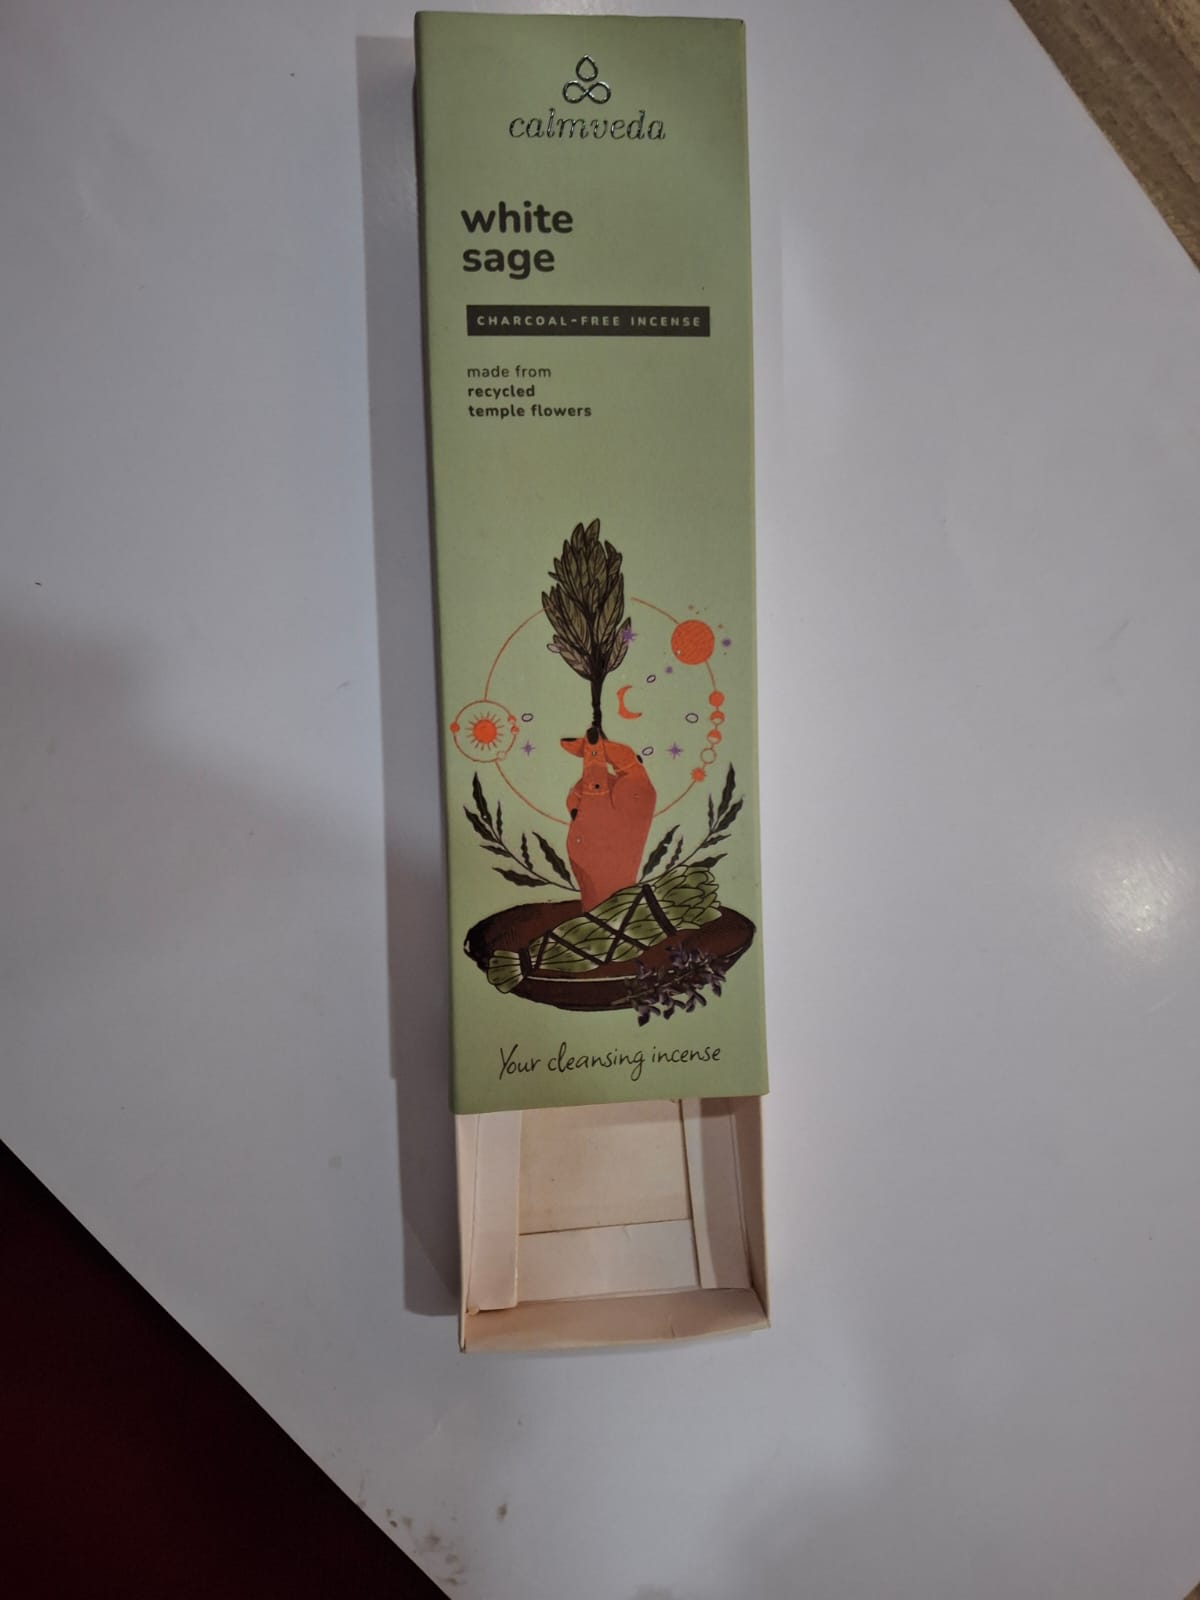 calmveda
white
sage
CHARCOAL-FREE INCENSE
made from
recycled
temple flowers
Your cleansing incense